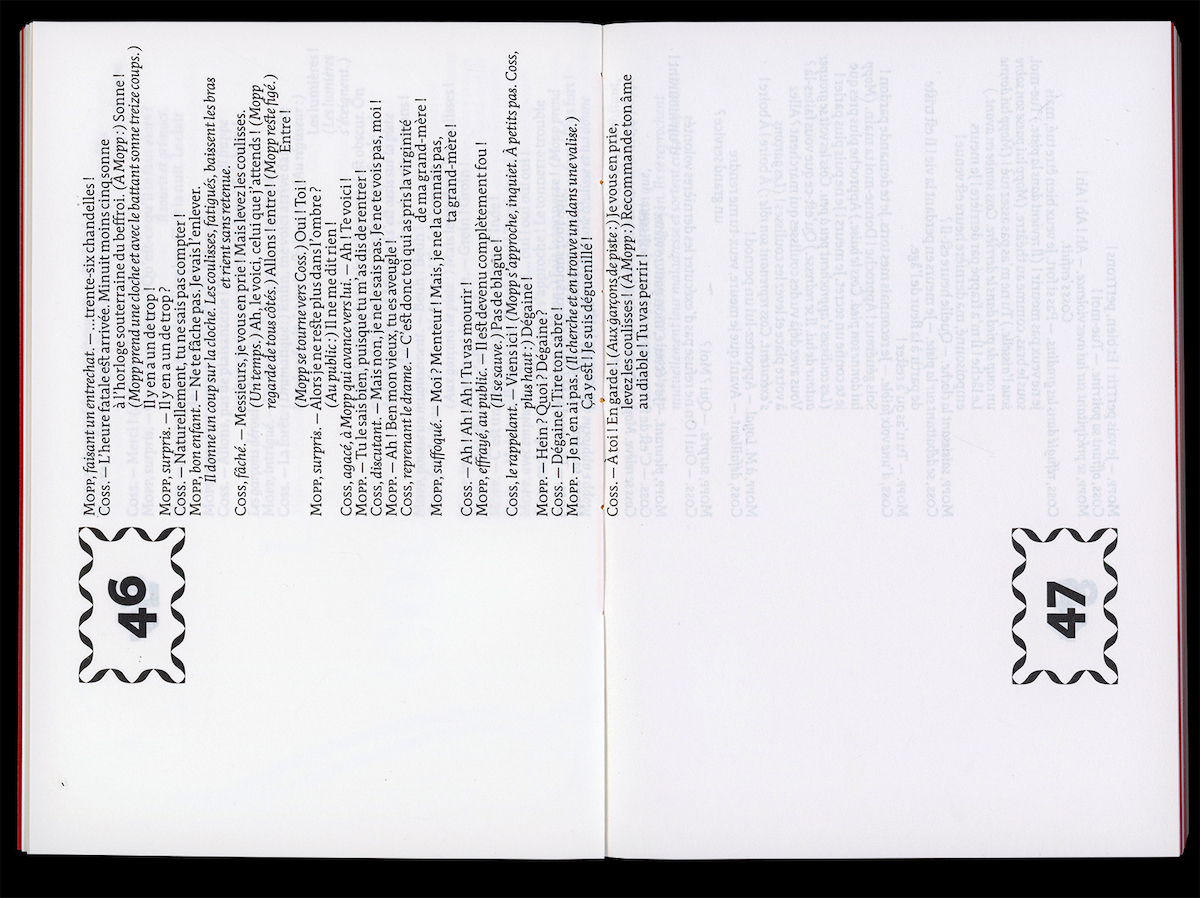 46
Mopp, faisant un entrechat. — …trente-six chandelles !
Coss. — L'heure fatale est arrivée. Minuit moins cinq sonne
à l'horloge souterraine du beffroi. (À Mopp :) Sonne !
(Mopp prend une cloche et avec le battant sonne treize coups.)
Il y en a un de trop !
Mopp, surpris. — Il y en a un de trop ?
Coss. — Naturellement, tu ne sais pas compter !
Mopp, bon enfant. — Ne te fâche pas. Je vais l'enlever.
Il donne un coup sur la cloche. Les coulisses, fatigués, baissent les bras
et rient sans retenue.
Coss, fâché. — Messieurs, je vous en prie ! Mais levez les coulisses.
(Un temps.) Ah, le voici, celui que j'attends ! (Mopp
regarde de tous côtés.) Allons ! entre ! (Mopp reste figé.)
Entre !
(Mopp se tourne vers Coss.) Oui ! Toi !
Mopp, surpris. — Alors je ne reste plus dans l'ombre ?
(Au public :) Il ne me dit rien !
Coss, agacé, à Mopp qui avance vers lui. — Ah ! Te voici !
Mopp. — Tu le sais bien, puisque tu m'as dis de rentrer !
Coss, discutant. — Mais non, je ne le sais pas. Je ne te vois pas, moi !
Mopp. — Ah ! Ben mon vieux, tu es aveugle !
Coss, reprenant le drame. — C'est donc toi qui as pris la virginité
de ma grand-mère !
Mopp, suffoqué. — Moi ? Menteur ! Mais, je ne la connais pas,
ta grand-mère !
Coss. — Ah ! Ah ! Ah ! Tu vas mourir !
Mopp, effrayé, au public. — Il est devenu complètement fou !
(Il se sauve.) Pas de blague !
Coss, le rappelant. — Viens ici ! (Mopp s'approche, inquiet. À petits pas. Coss,
plus haut :) Dégaine !
Mopp. — Hein ? Quoi ? Dégaine ?
Coss. — Dégaine ! Tire ton sabre !
Mopp. — Je n'en ai pas. (Il cherche et en trouve un dans une valise.)
Ça y est ! Je suis déguenillé !
47
Coss. — À toi ! En garde ! (Aux garçons de piste :) Je vous en prie,
levez les coulisses ! (À Mopp :) Recommande ton âme
au diable ! Tu vas perrir !